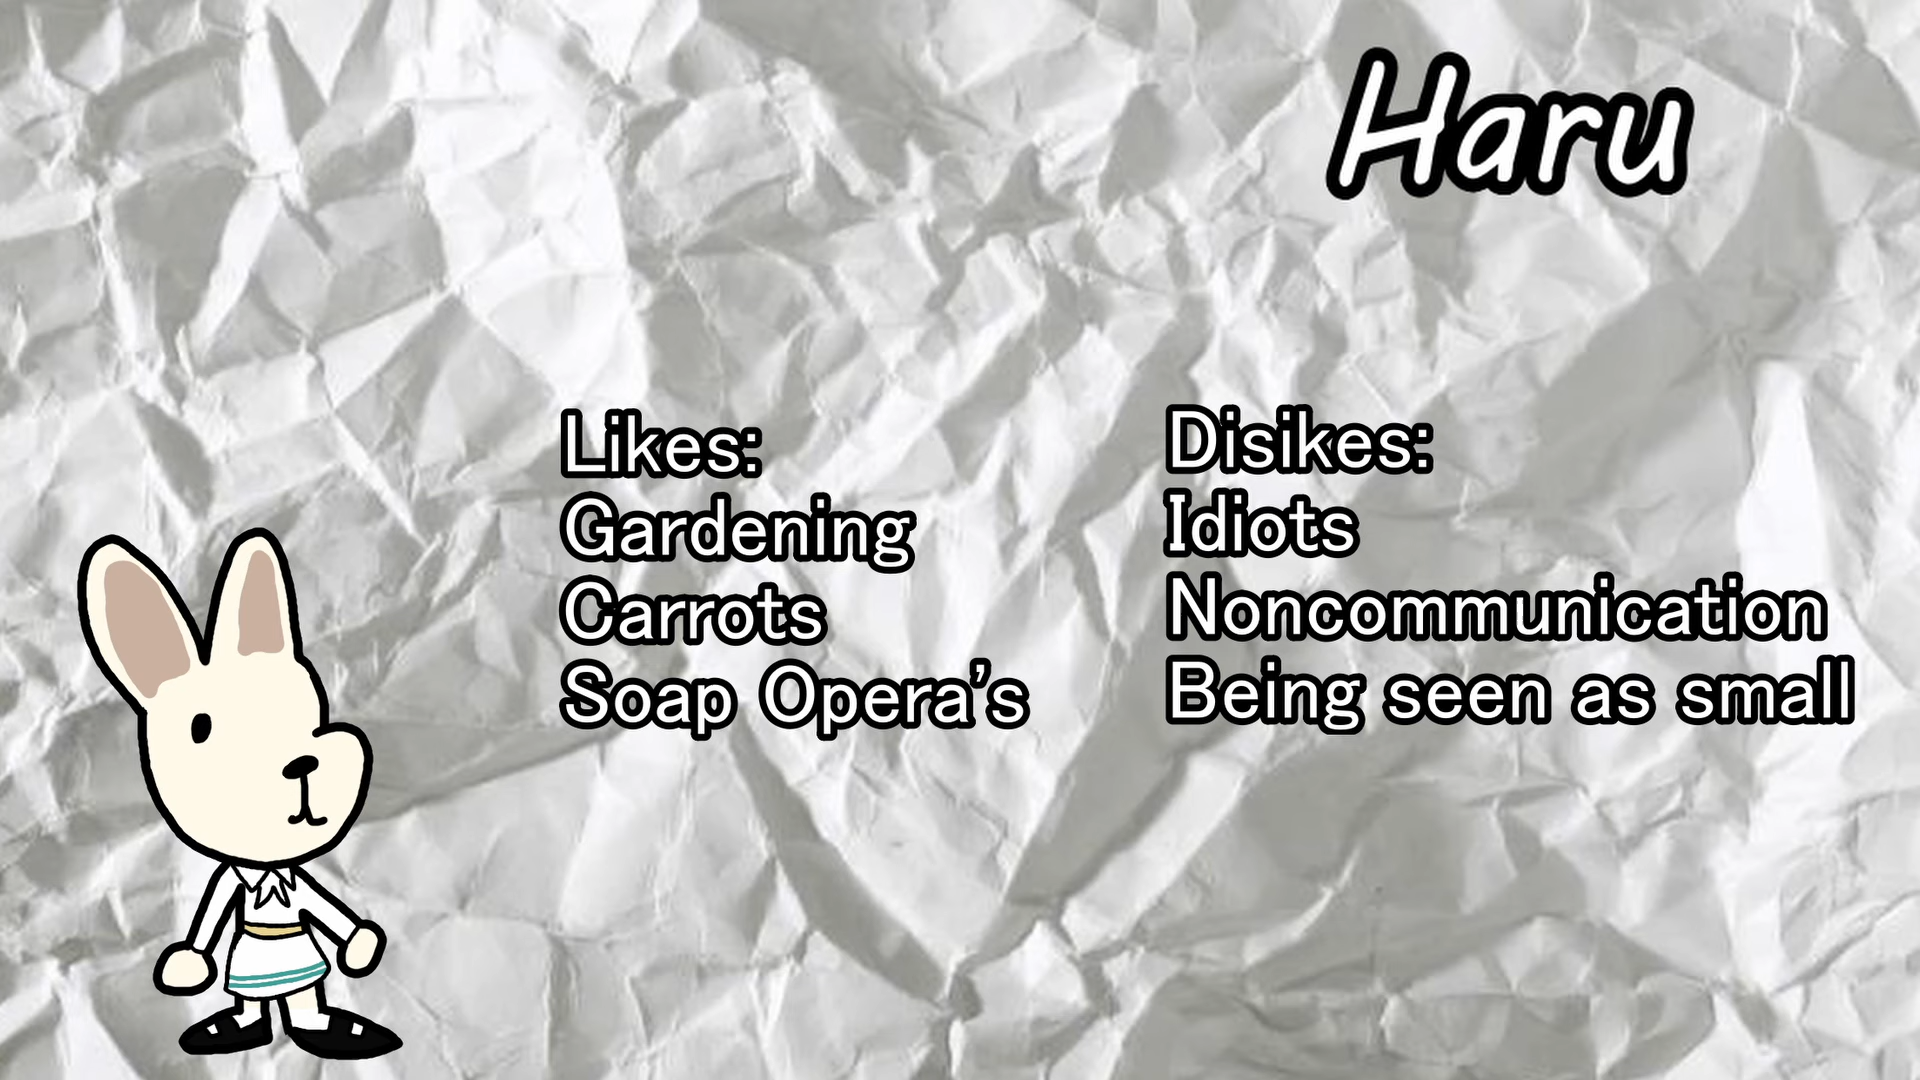 Haru
Likes:
Gardening
Carrots
Soap Opera's
Disikes:
Idiots
Noncommunication
Being seen as small